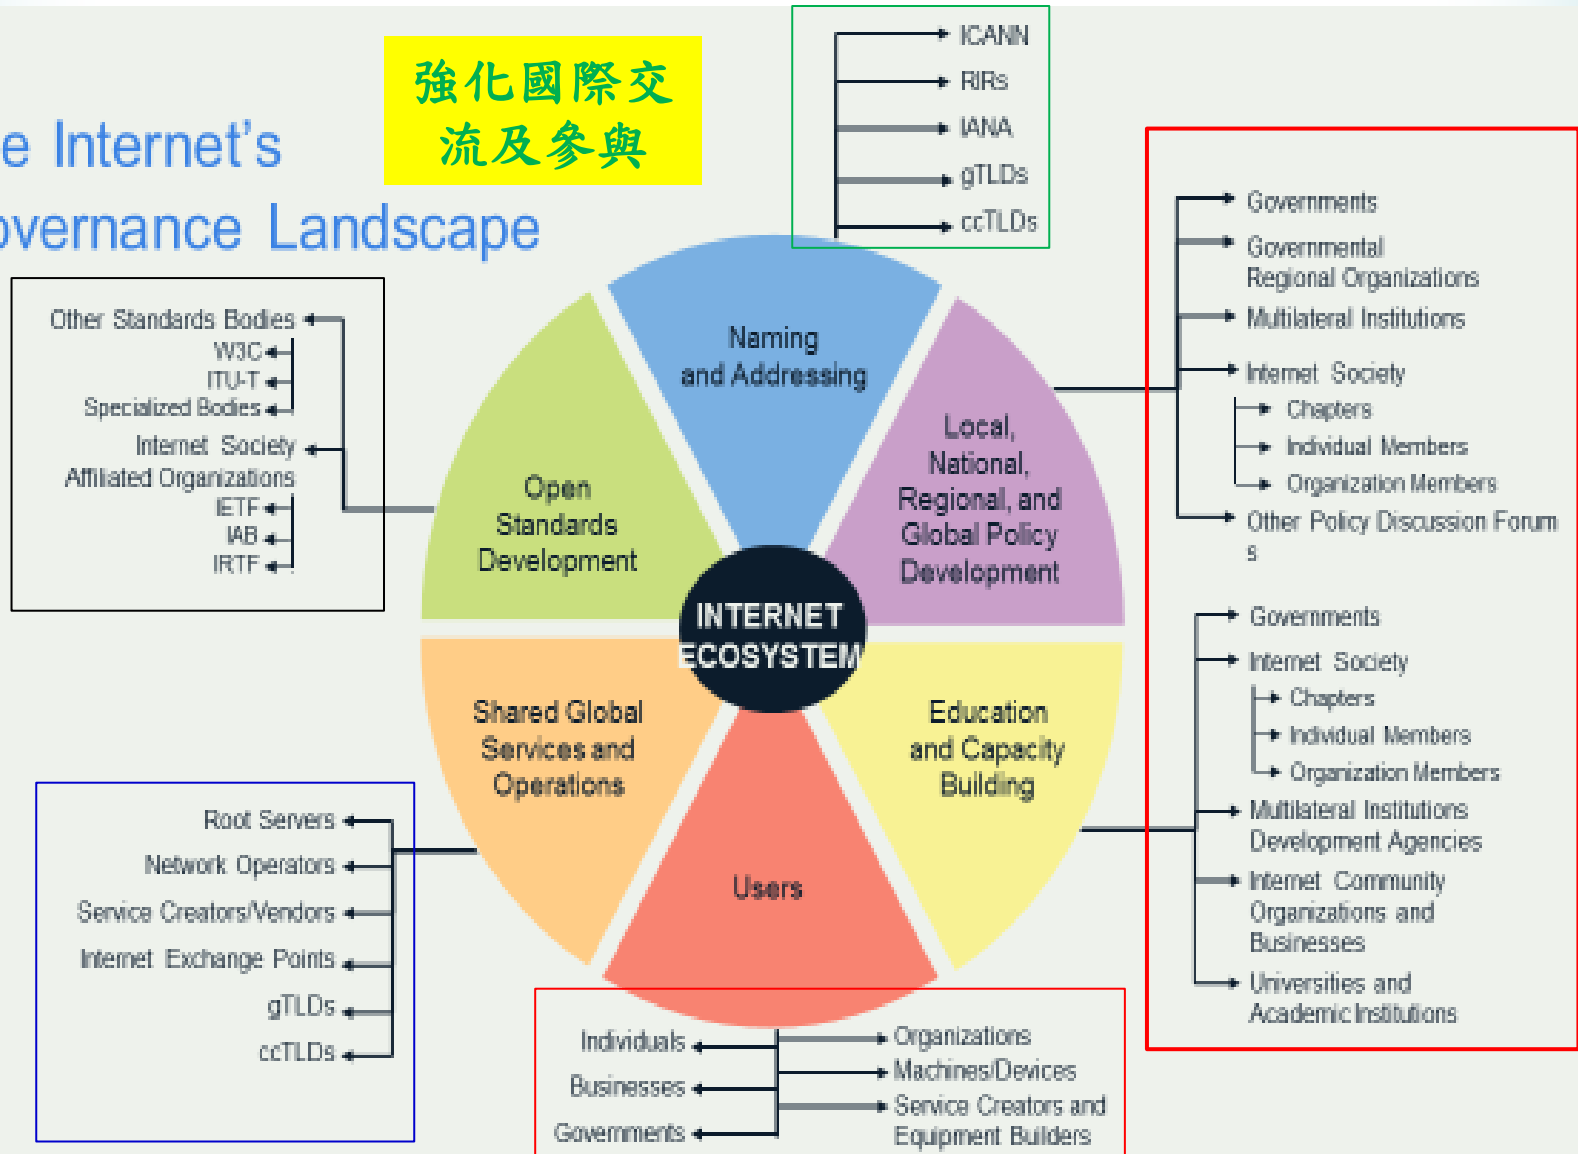 e Internet's
overnance Landscape
強化國際交
流及參與
ICANN
RIRs
IANA
gTLDs
ccTLDs
Other Standards Bodies
W3C
ITU-T
Specialized Bodies
Internet Society
Affiliated Organizations
IETF
IAB
IRTF
Naming
and Addressing
Open
Standards
Development
Local,
National,
Regional, and
Global Policy
Development
INTERNET
ECOSYSTEM
Shared Global
Services and
Operations
Education
and Capacity
Building
Users
Governments
Governmental
Regional Organizations
Multilateral Institutions
Internet Society
Chapters
Individual Members
Organization Members
Other Policy Discussion Forum
s
Governments
Internet Society
Chapters
Individual Members
Organization Members
Multilateral Institutions
Development Agencies
Internet Community
Organizations and
Businesses
Universities and
Academic Institutions
Root Servers
Network Operators
Service Creators/Vendors
Internet Exchange Points
gTLDs
ccTLDs
Individuals
Businesses
Governments
Organizations
Machines/Devices
Service Creators and
Equipment Builders